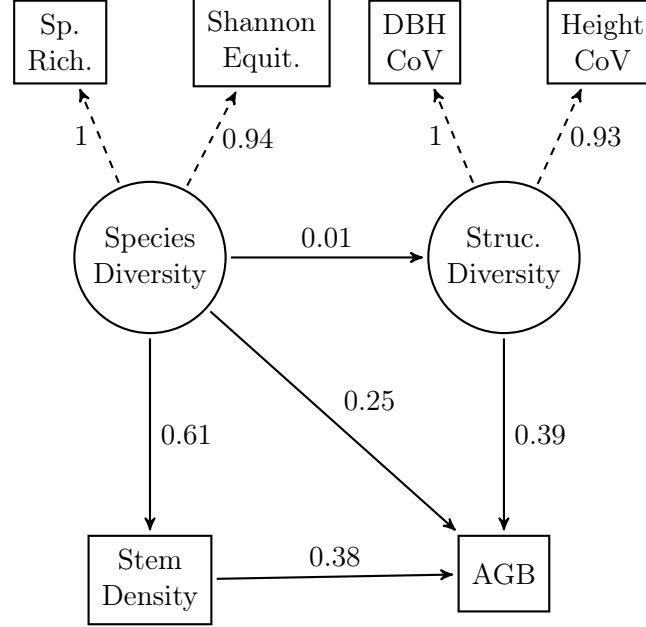 Sp.
Rich.
Shannon
Equit.
DBH
CoV
Height
CoV
1
0.94
1
0.93
Species
Diversity
0.01
Struc.
Diversity
0.61
0.25
0.39
Stem
Density
0.38
AGB